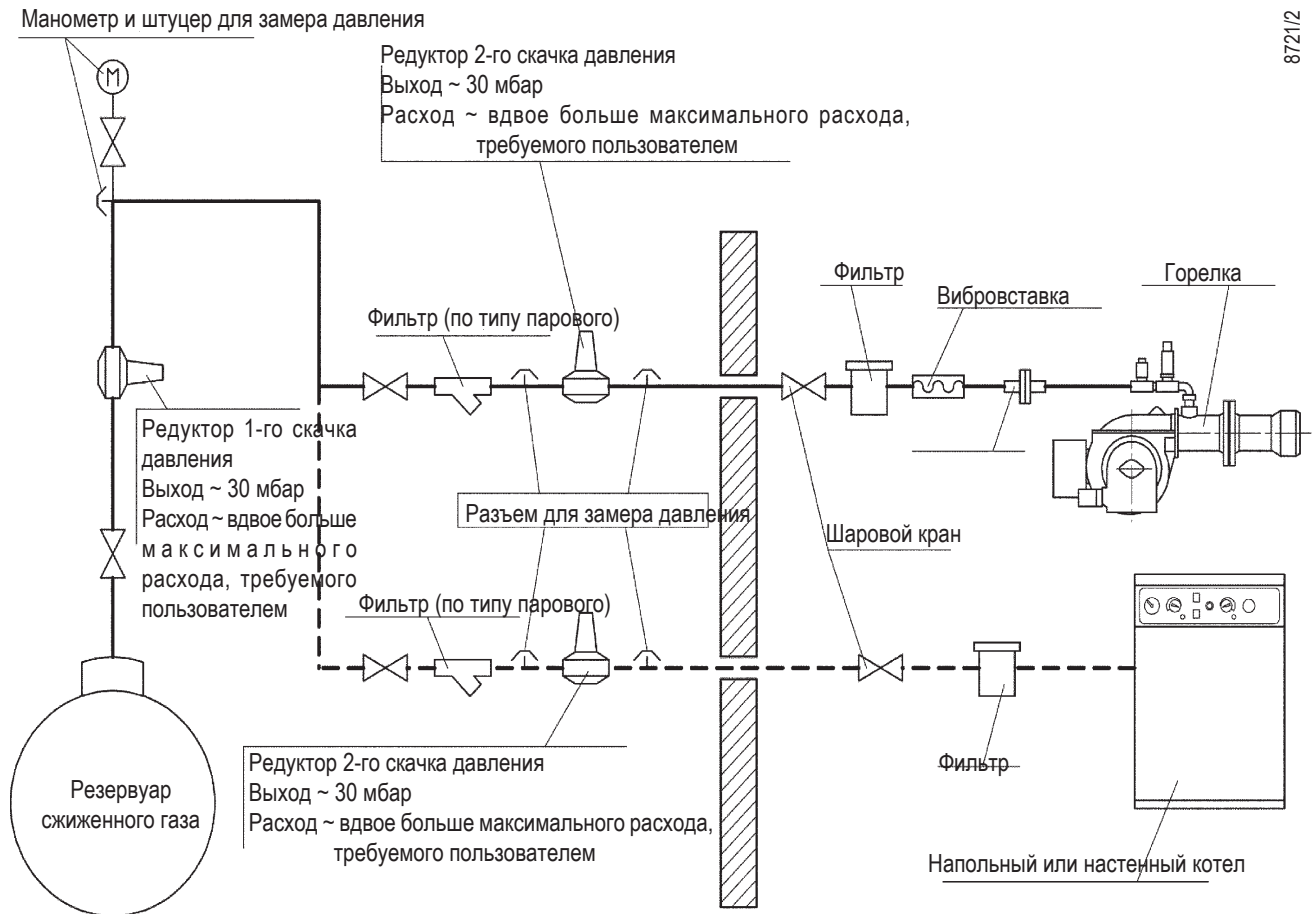 Манометр и штуцер для замера давления
8721/2
M
Редуктор 2-го скачка давления
Выход ~ 30 мбар
Расход ~ вдвое больше максимального расхода,
требуемого пользователем
Фильтр (по типу парового)
Фильтр
Вибровставка
Горелка
Редуктор 1-го скачка
давления
Выход ~ 30 мбар
Расход ~ вдвое больше
максимального
расхода, требуемого
пользователем
Разъем для замера давления
Шаровой кран
Фильтр (по типу парового)
Редуктор 2-го скачка давления
Выход ~ 30 мбар
Расход ~ вдвое больше максимального расхода,
требуемого пользователем
Резервуар
сжиженного газа
Фильтр
Напольный или настенный котел